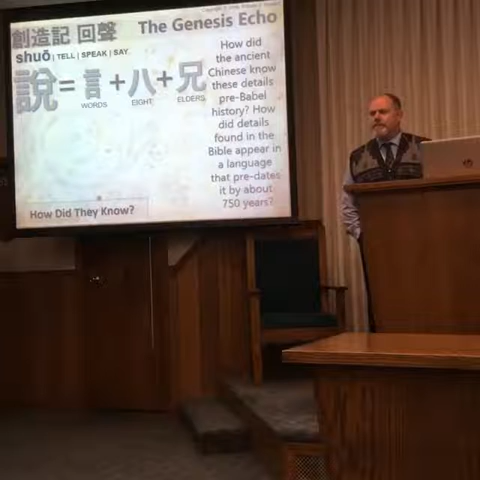 創造記 回聲 The Genesis Echo
shuō | TELL | SPEAK | SAY
說 = 言 + 八 + 兄
WORDS EIGHT ELDERS
How did
the ancient
Chinese know
these details
pre-Babel
history? How
did details
found in the
Bible appear in
a language
that pre-dates
it by about
750 years?
How Did They Know?
hp